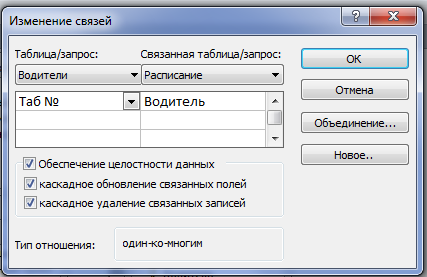 Изменение связей
Таблица/запрос: Связанная таблица/запрос:
Водители Расписание
Таб № Водитель
Обеспечение целостности данных
каскадное обновление связанных полей
каскадное удаление связанных записей
Тип отношения: один-ко-многим
ОК
Отмена
Объединение...
Новое..